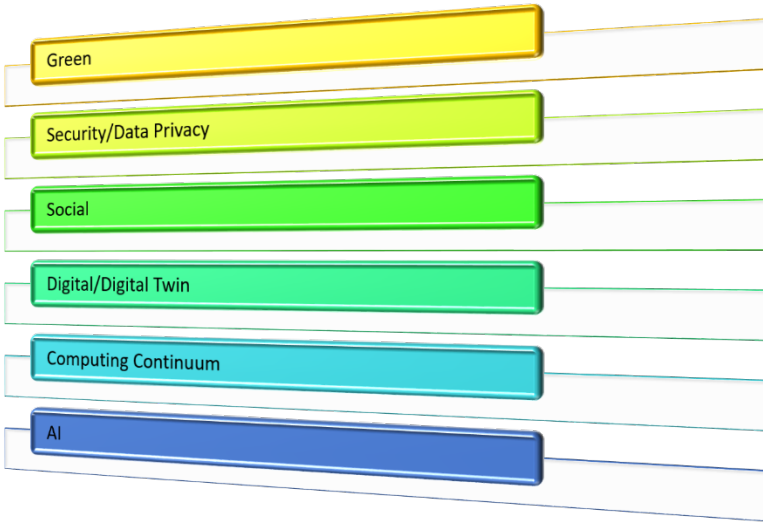 Green
Security/Data Privacy
Social
Digital/Digital Twin
Computing Continuum
AI